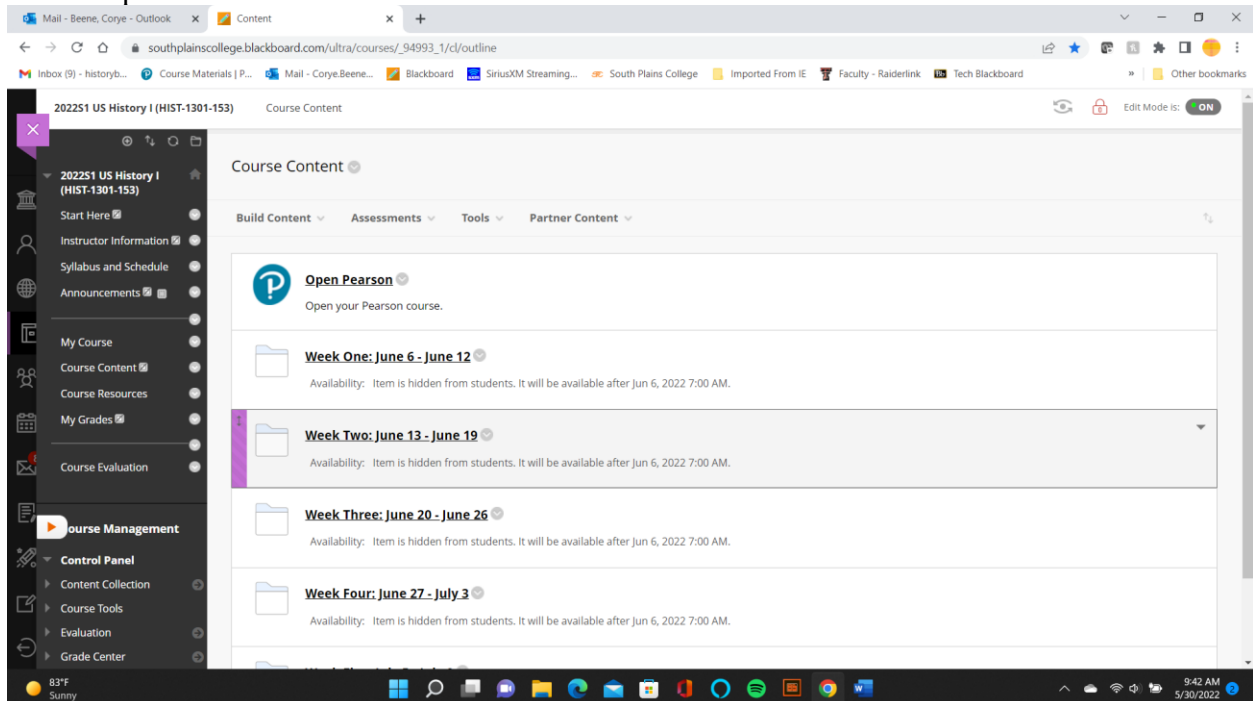 Mail - Beene, Corye - Outlook
Content
southplainscollege.blackboard.com/ultra/courses/_94993_1/cl/outline
Inbox (9) - historyb... Course Materials | P... Mail - Corye.Beene... Blackboard SiriusXM Streaming... South Plains College Imported From IE Faculty - Raiderlink Tech Blackboard » Other bookmarks
2022S1 US History I (HIST-1301-153) Course Content Edit Mode is: ON
2022S1 US History I
(HIST-1301-153)
Start Here
Instructor Information
Syllabus and Schedule
Announcements
My Course
Course Content
Course Resources
My Grades
Course Evaluation
ourse Management
Control Panel
Content Collection
Course Tools
Evaluation
Grade Center
Course Content
Build Content Assessments Tools Partner Content
Open Pearson
Open your Pearson course.
Week One: June 6 - June 12
Availability: Item is hidden from students. It will be available after Jun 6, 2022 7:00 AM.
Week Two: June 13 - June 19
Availability: Item is hidden from students. It will be available after Jun 6, 2022 7:00 AM.
Week Three: June 20 - June 26
Availability: Item is hidden from students. It will be available after Jun 6, 2022 7:00 AM.
Week Four: June 27 - July 3
Availability: Item is hidden from students. It will be available after Jun 6, 2022 7:00 AM.
83°F
Sunny
9:42 AM
5/30/2022
2